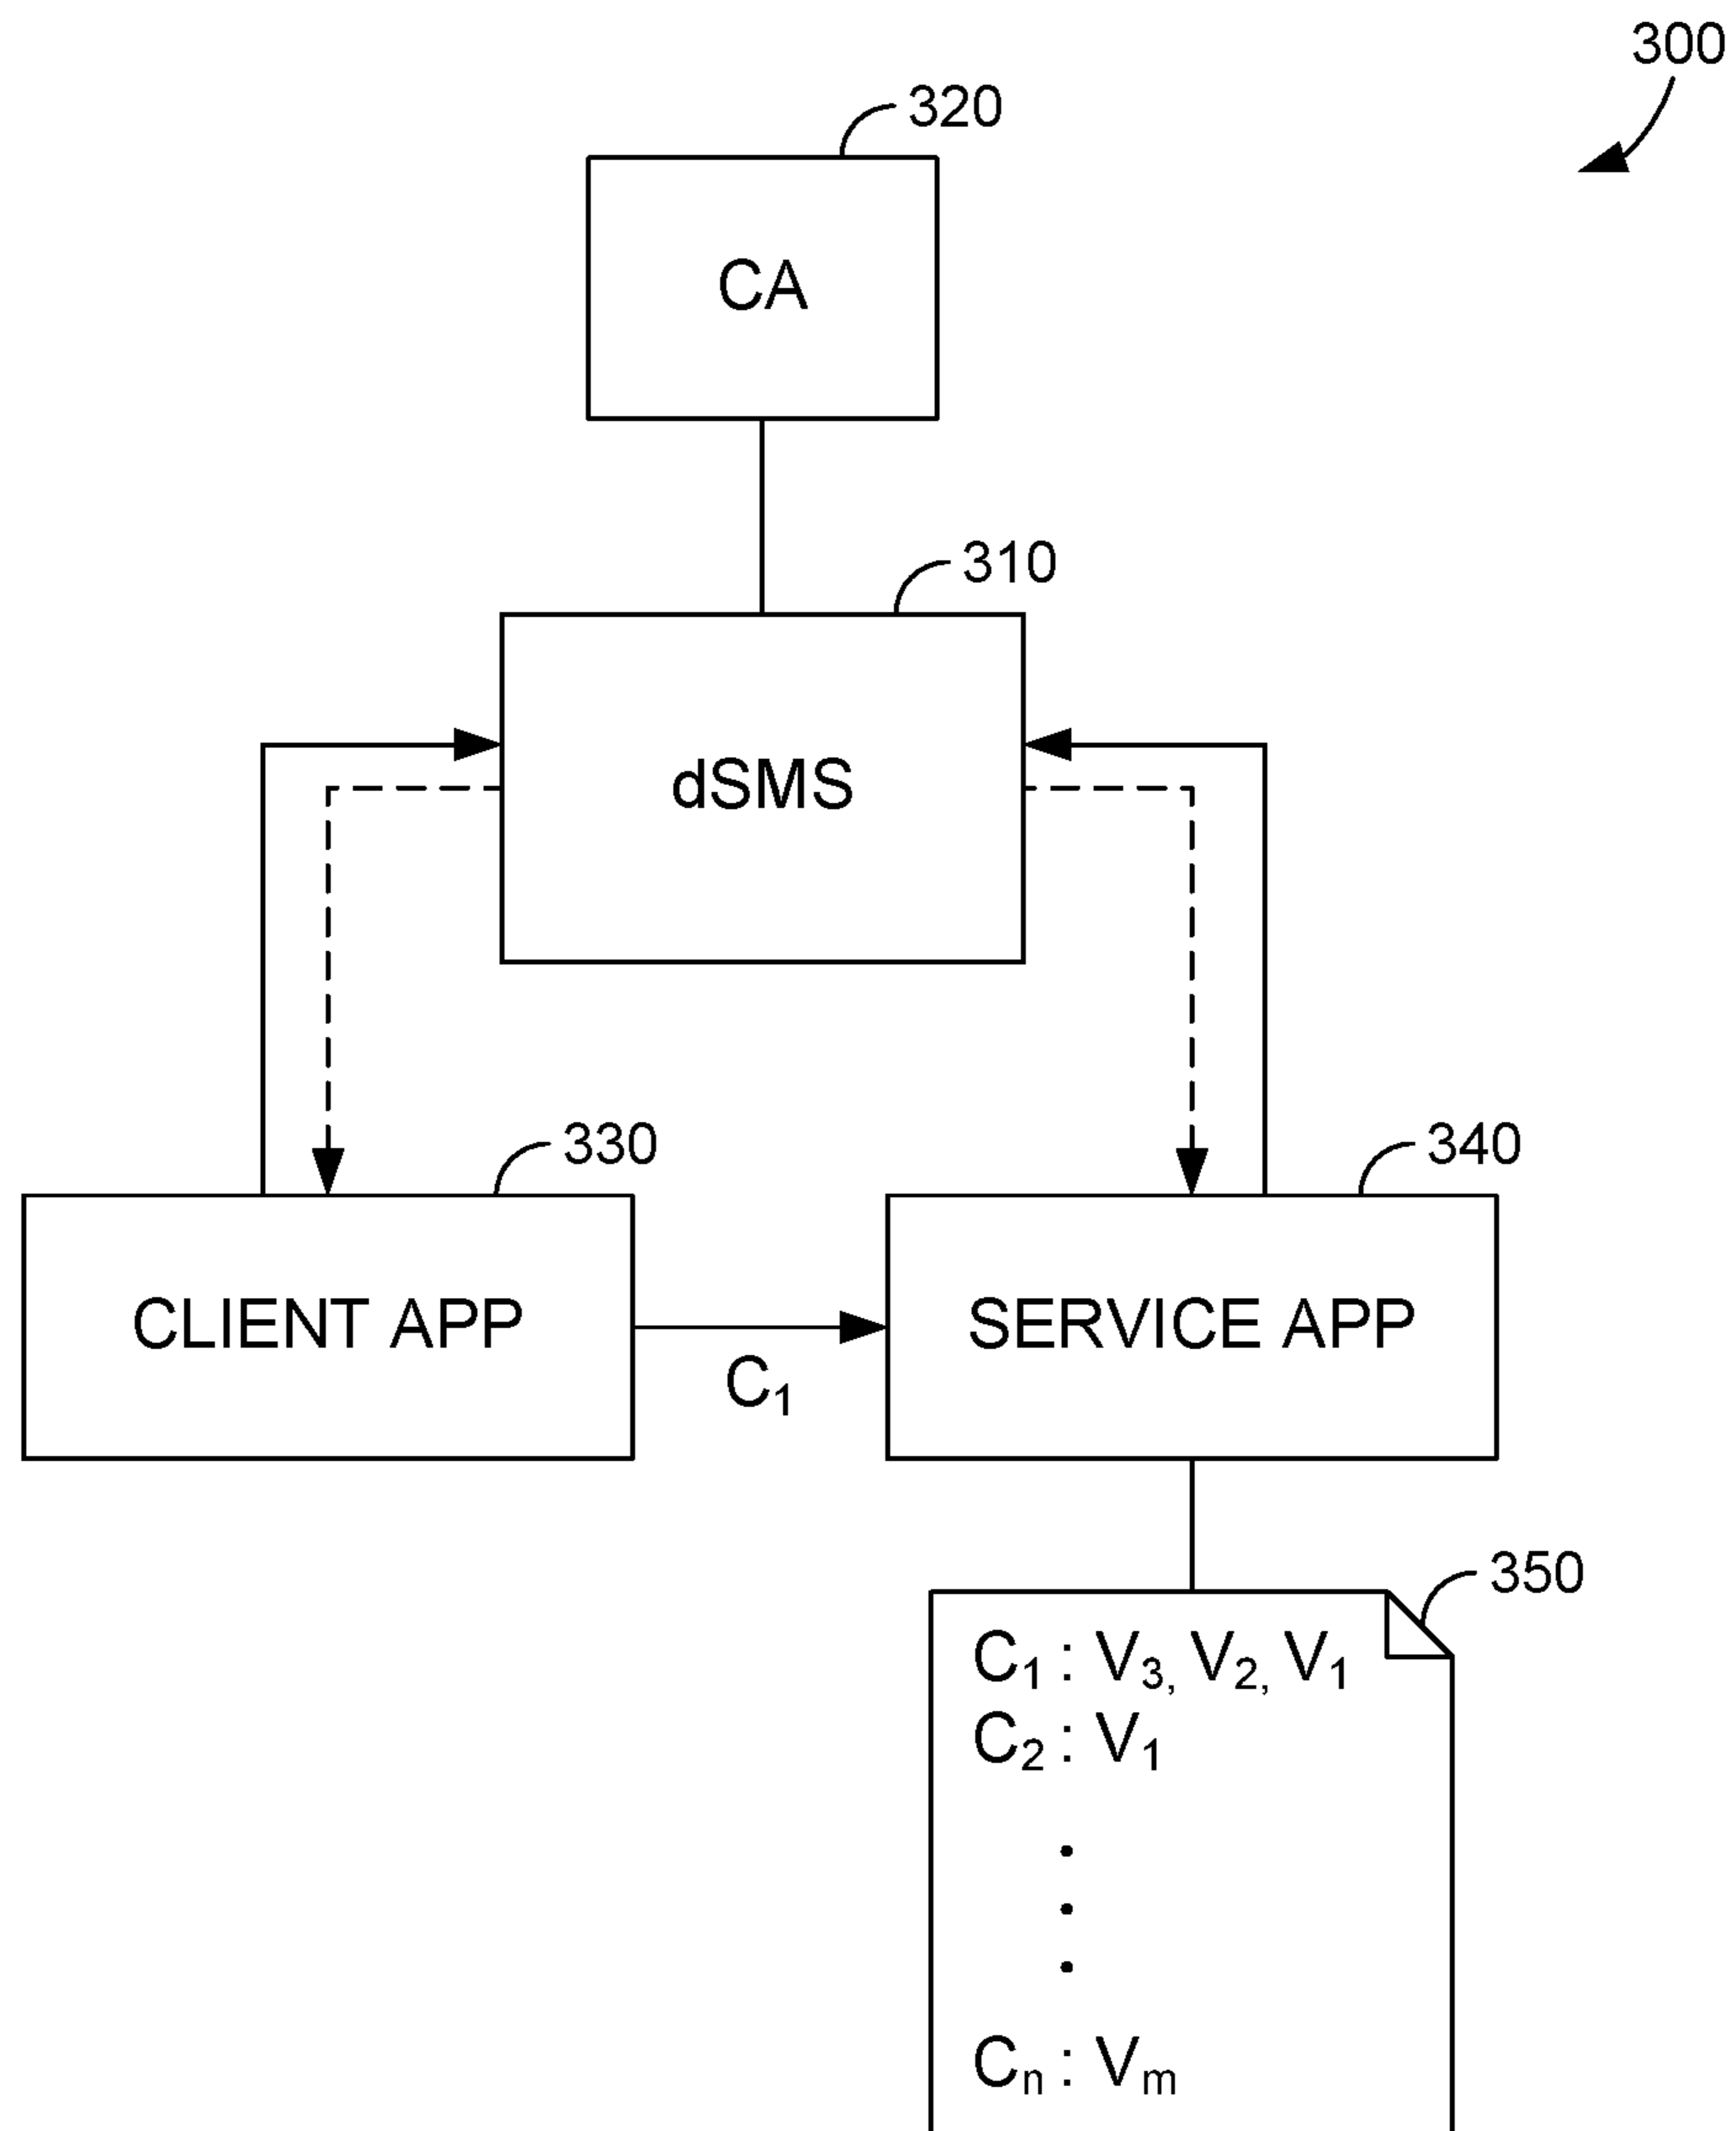 300
320
CA
310
dSMS
330
340
CLIENT APP
SERVICE APP
C₁
350
C₁ : V₃, V₂, V₁
C₂ : V₁
Cₙ : Vₘ